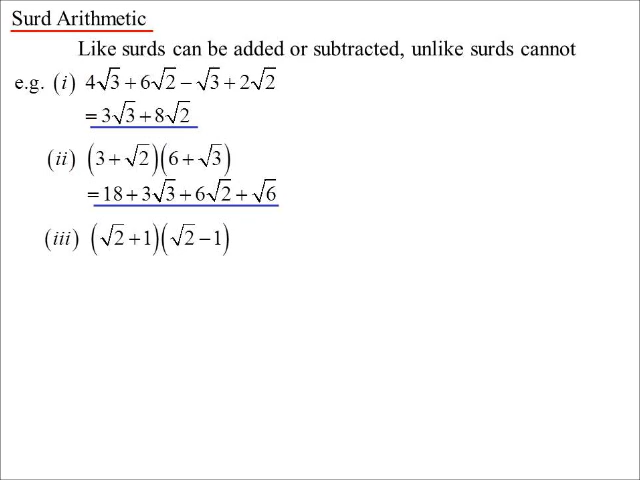 Surd Arithmetic
Like surds can be added or subtracted, unlike surds cannot
e.g. (i) 4√3 + 6√2 − √3 + 2√2
= 3√3 + 8√2
(ii) (3 + √2)(6 + √3)
= 18 + 3√3 + 6√2 + √6
(iii) (√2 + 1)(√2 − 1)